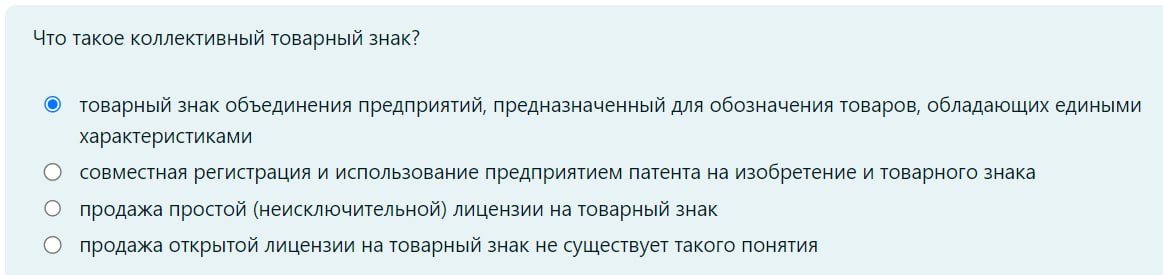 Что такое коллективный товарный знак?
товарный знак объединения предприятий, предназначенный для обозначения товаров, обладающих едиными
характеристиками
совместная регистрация и использование предприятием патента на изобретение и товарного знака
продажа простой (неисключительной) лицензии на товарный знак
продажа открытой лицензии на товарный знак не существует такого понятия